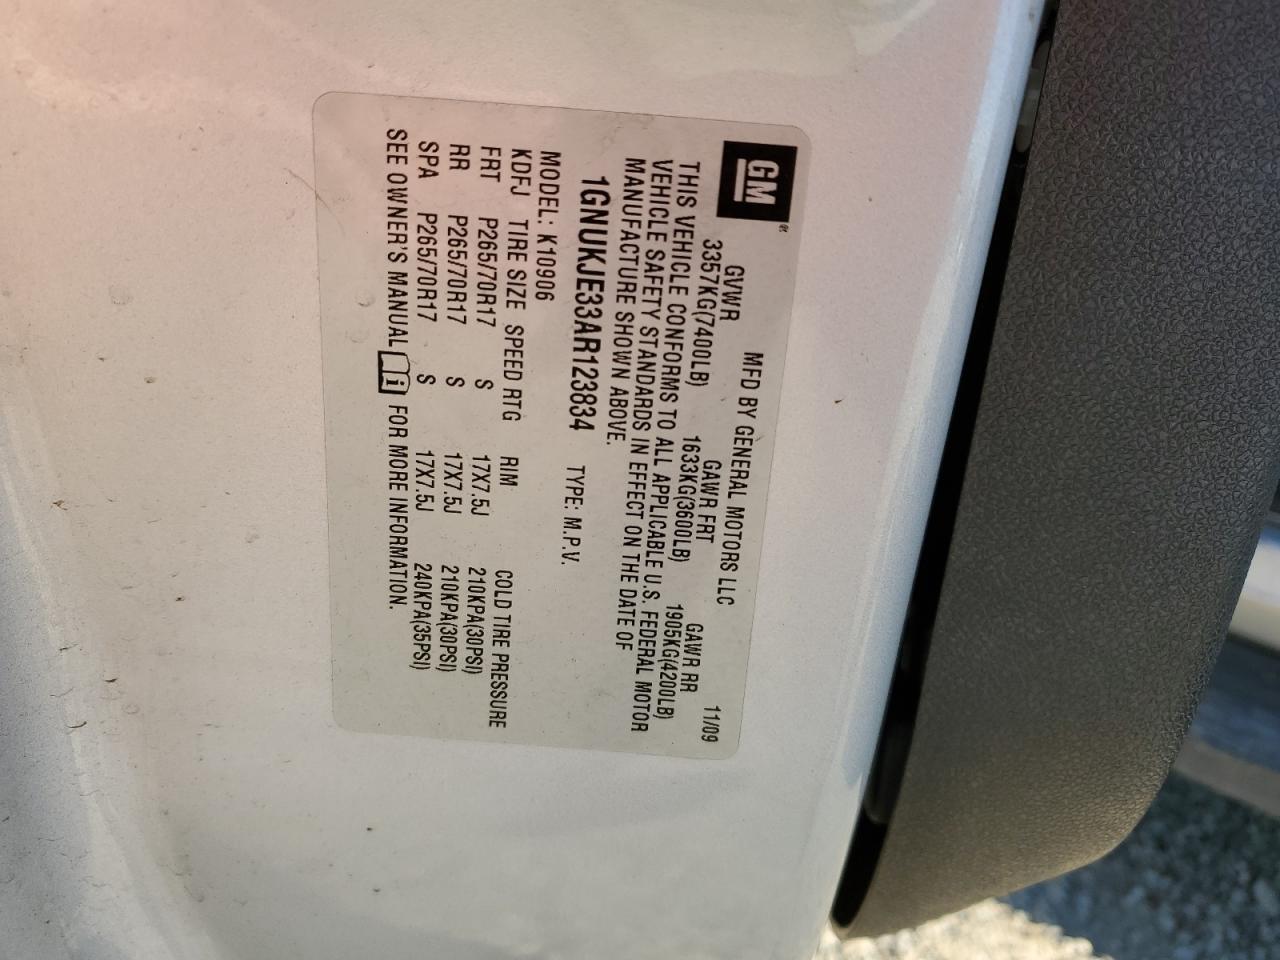 GM
MFD BY GENERAL MOTORS LLC 11/09
GVWR GAWR FRT GAWR RR
3357KG(7400LB) 1633KG(3600LB) 1905KG(4200LB)
THIS VEHICLE CONFORMS TO ALL APPLICABLE U.S. FEDERAL MOTOR
VEHICLE SAFETY STANDARDS IN EFFECT ON THE DATE OF
MANUFACTURE SHOWN ABOVE.
1GNUKJE33AR123834 TYPE: M.P.V.
MODEL: K10906
KDFJ TIRE SIZE SPEED RTG RIM COLD TIRE PRESSURE
FRT P265/70R17 S 17X7.5J 210KPA(30PSI)
RR P265/70R17 S 17X7.5J 210KPA(30PSI)
SPA P265/70R17 S 17X7.5J 240KPA(35PSI)
SEE OWNER'S MANUAL i FOR MORE INFORMATION.